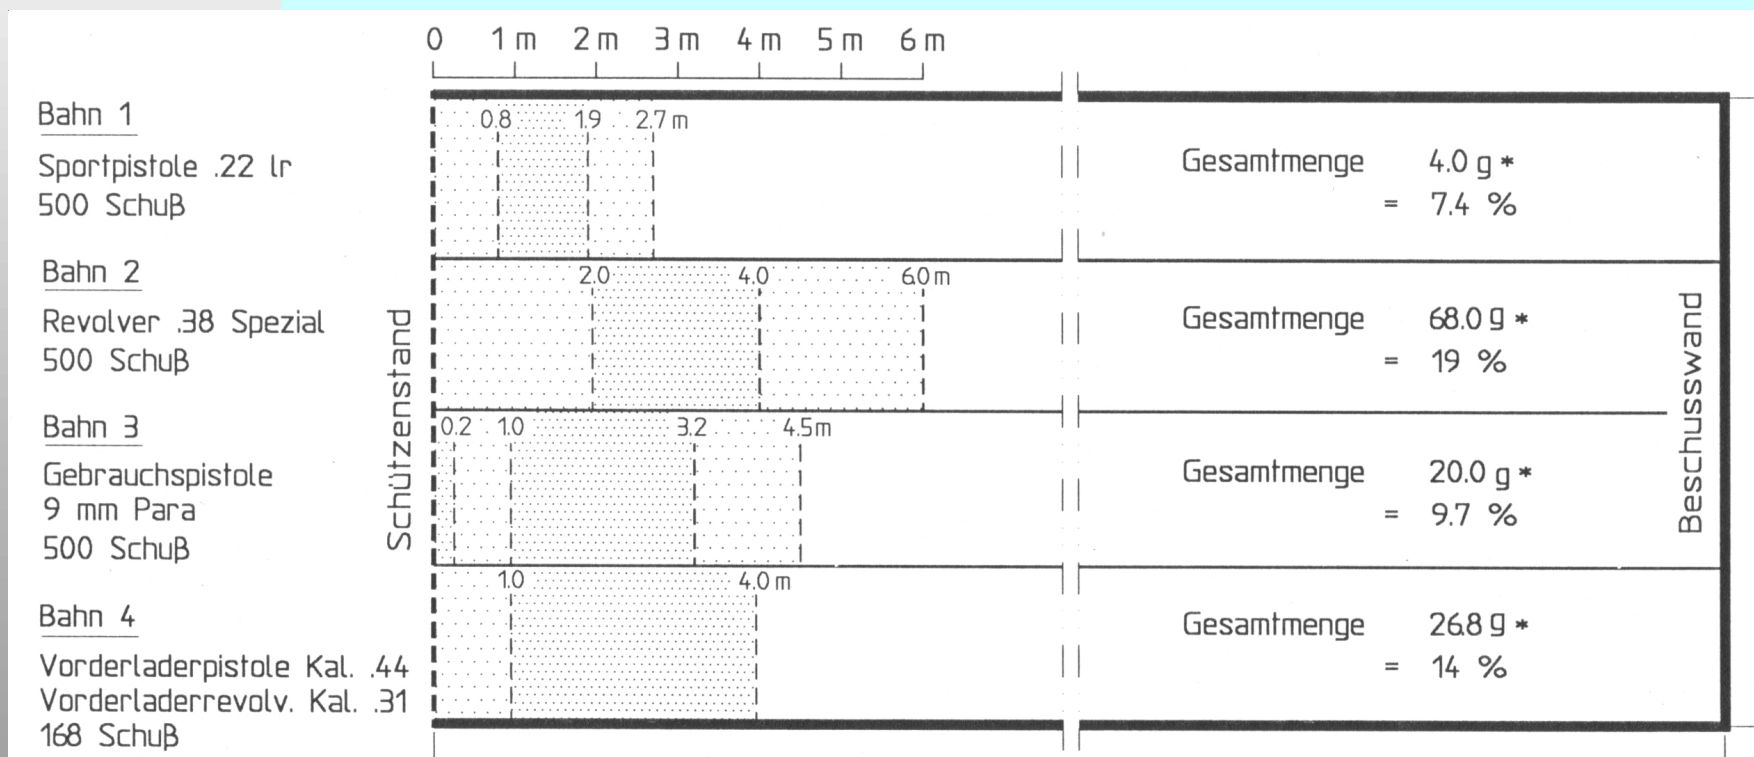 0 1 m 2 m 3 m 4 m 5 m 6 m
Bahn 1
Sportpistole .22 lr
500 Schuß
0.8 1.9 2.7 m
Gesamtmenge 4.0 g *
= 7.4 %
Bahn 2
Revolver .38 Spezial
500 Schuß
2.0 4.0 6.0 m
Gesamtmenge 68.0 g *
= 19 %
Bahn 3
Gebrauchspistole
9 mm Para
500 Schuß
0.2 1.0 3.2 4.5 m
Gesamtmenge 20.0 g *
= 9.7 %
Bahn 4
Vorderladerpistole Kal. .44
Vorderladerrevolv. Kal. .31
168 Schuß
1.0 4.0 m
Gesamtmenge 26.8 g *
= 14 %
Schützenstand
Beschusswand